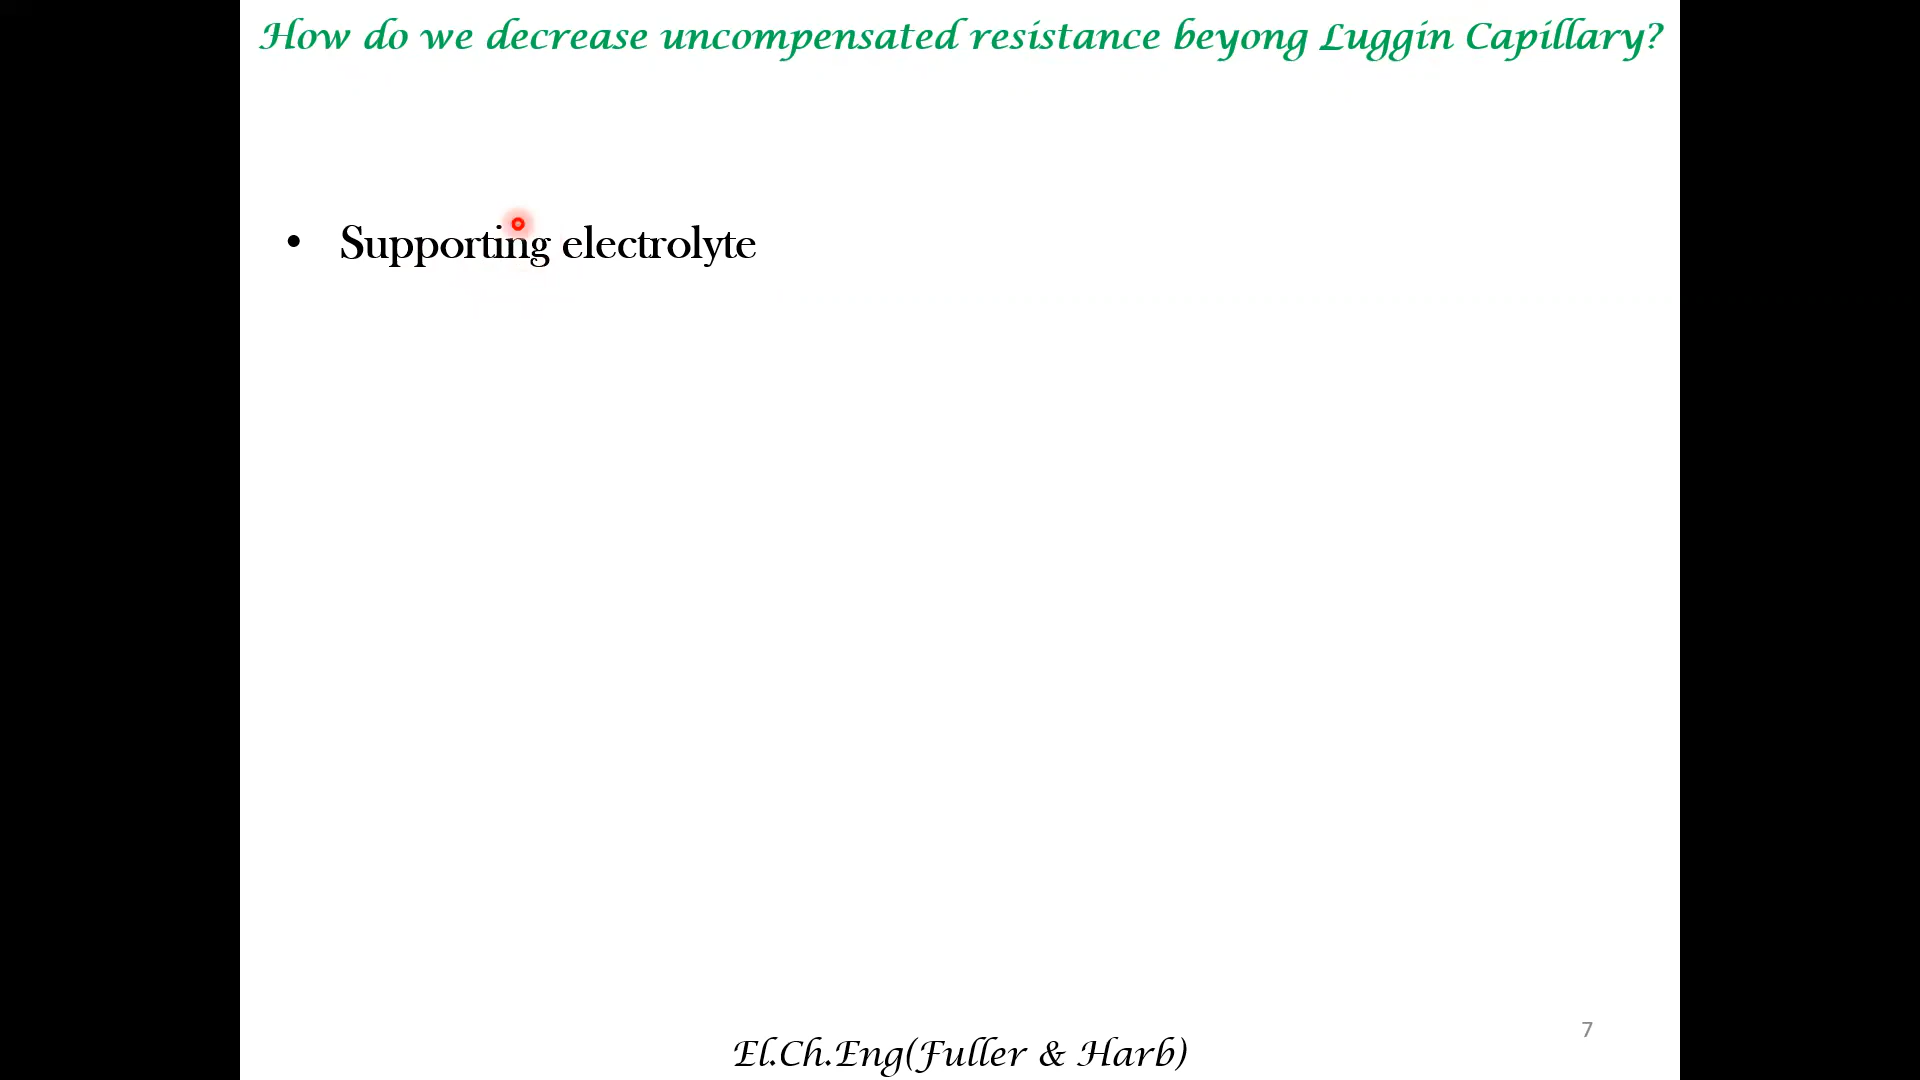 How do we decrease uncompensated resistance beyong Luggin Capillary?
• Supporting electrolyte
7
El.Ch.Eng(Fuller & Harb)